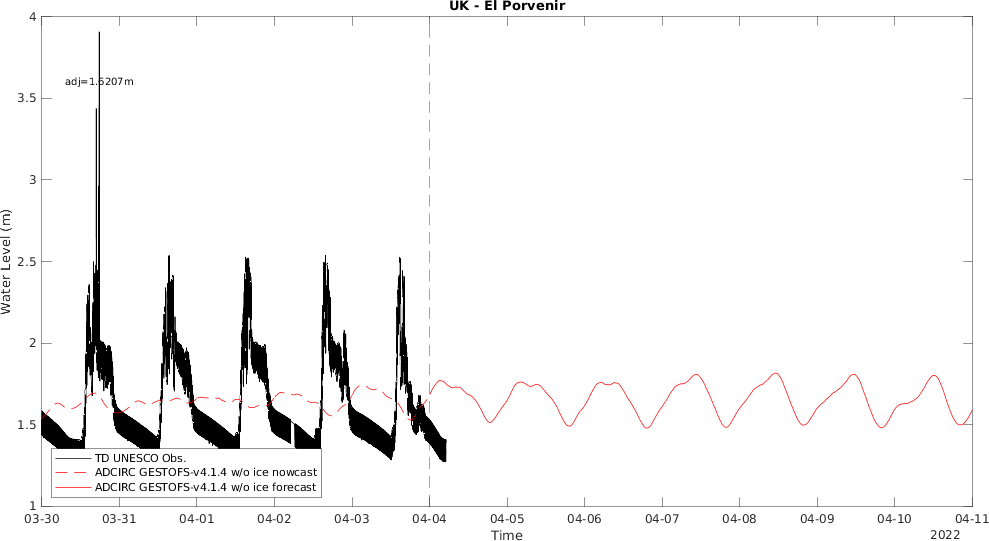 UK - El Porvenir
4
3.5
3
2.5
2
1.5
1
Water Level (m)
adj=1.6207m
TD UNESCO Obs.
ADCIRC GESTOFS-v4.1.4 w/o ice nowcast
ADCIRC GESTOFS-v4.1.4 w/o ice forecast
03-30 03-31 04-01 04-02 04-03 04-04 04-05 04-06 04-07 04-08 04-09 04-10 04-11
Time
2022